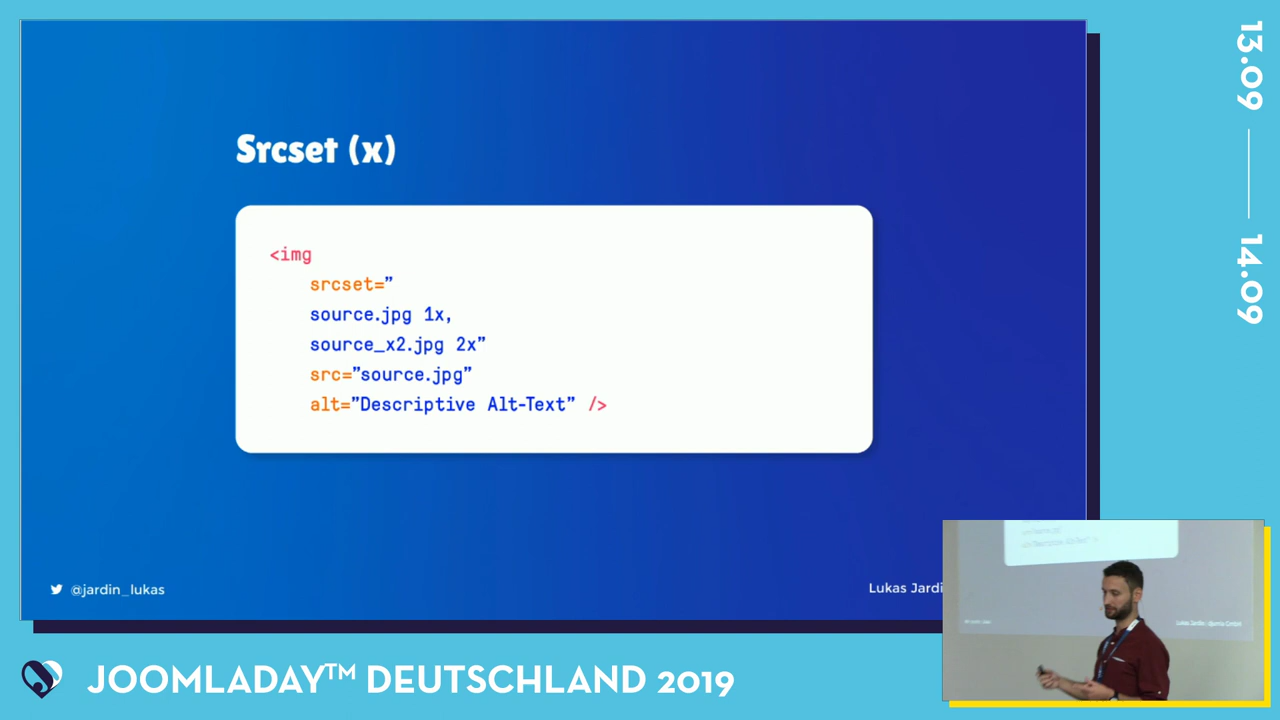 Srcset (x)
<img
srcset=”
source.jpg 1x,
source_x2.jpg 2x”
src=”source.jpg”
alt=”Descriptive Alt-Text” />
@jardin_lukas
Lukas Jardi
13.09
14.09
JOOMLADAY™ DEUTSCHLAND 2019